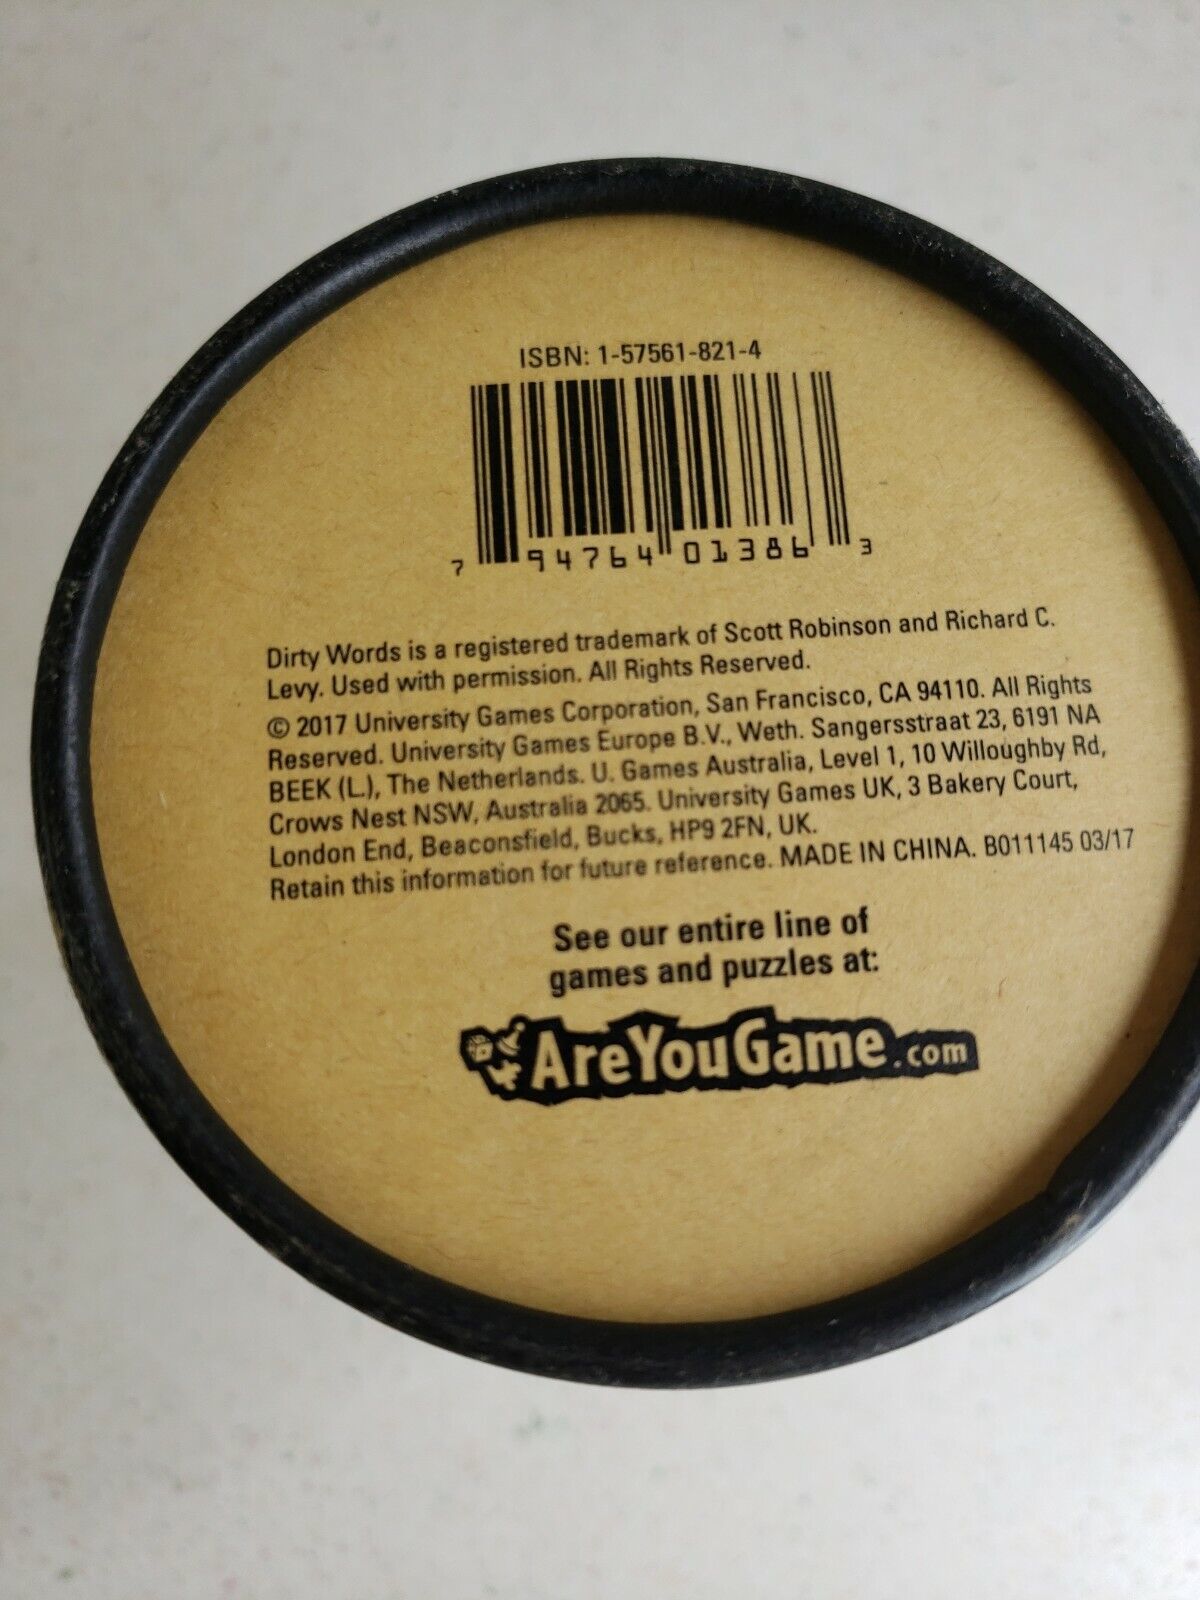 ISBN: 1-57561-821-4
7 94764 01386 3
Dirty Words is a registered trademark of Scott Robinson and Richard C.
Levy. Used with permission. All Rights Reserved.
© 2017 University Games Corporation, San Francisco, CA 94110. All Rights
Reserved. University Games Europe B.V., Weth. Sangersstraat 23, 6191 NA
BEEK (L.), The Netherlands. U. Games Australia, Level 1, 10 Willoughby Rd,
Crows Nest NSW, Australia 2065. University Games UK, 3 Bakery Court,
London End, Beaconsfield, Bucks, HP9 2FN, UK.
Retain this information for future reference. MADE IN CHINA. B011145 03/17
See our entire line of
games and puzzles at:
AreYouGame.com